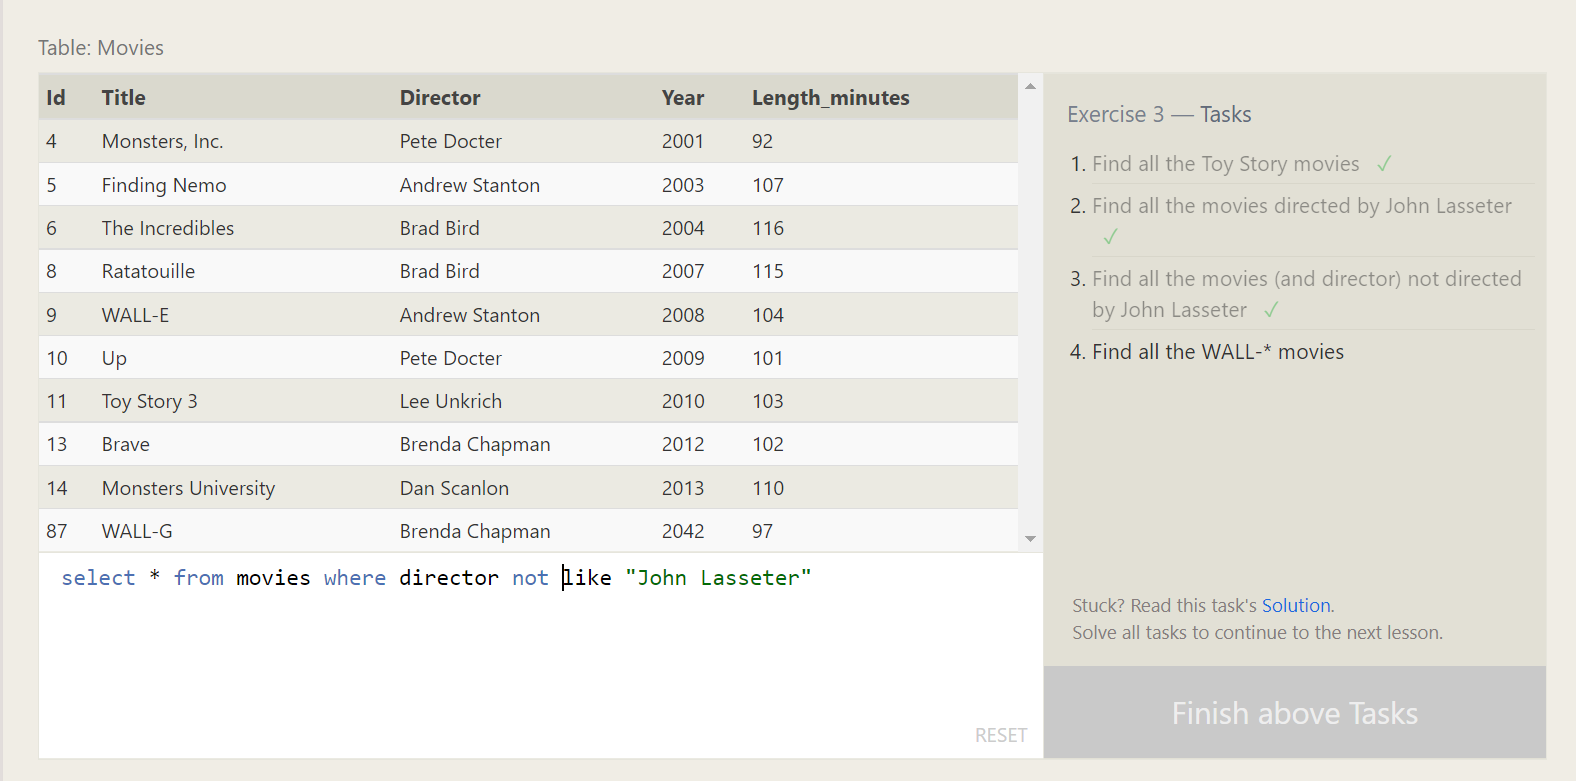 Table: Movies
Id Title Director Year Length_minutes
4 Monsters, Inc. Pete Docter 2001 92
5 Finding Nemo Andrew Stanton 2003 107
6 The Incredibles Brad Bird 2004 116
8 Ratatouille Brad Bird 2007 115
9 WALL-E Andrew Stanton 2008 104
10 Up Pete Docter 2009 101
11 Toy Story 3 Lee Unkrich 2010 103
13 Brave Brenda Chapman 2012 102
14 Monsters University Dan Scanlon 2013 110
87 WALL-G Brenda Chapman 2042 97
select * from movies where director not like "John Lasseter"
RESET
Exercise 3 — Tasks
1. Find all the Toy Story movies ✓
2. Find all the movies directed by John Lasseter
✓
3. Find all the movies (and director) not directed
by John Lasseter ✓
4. Find all the WALL-* movies
Stuck? Read this task's Solution.
Solve all tasks to continue to the next lesson.
Finish above Tasks